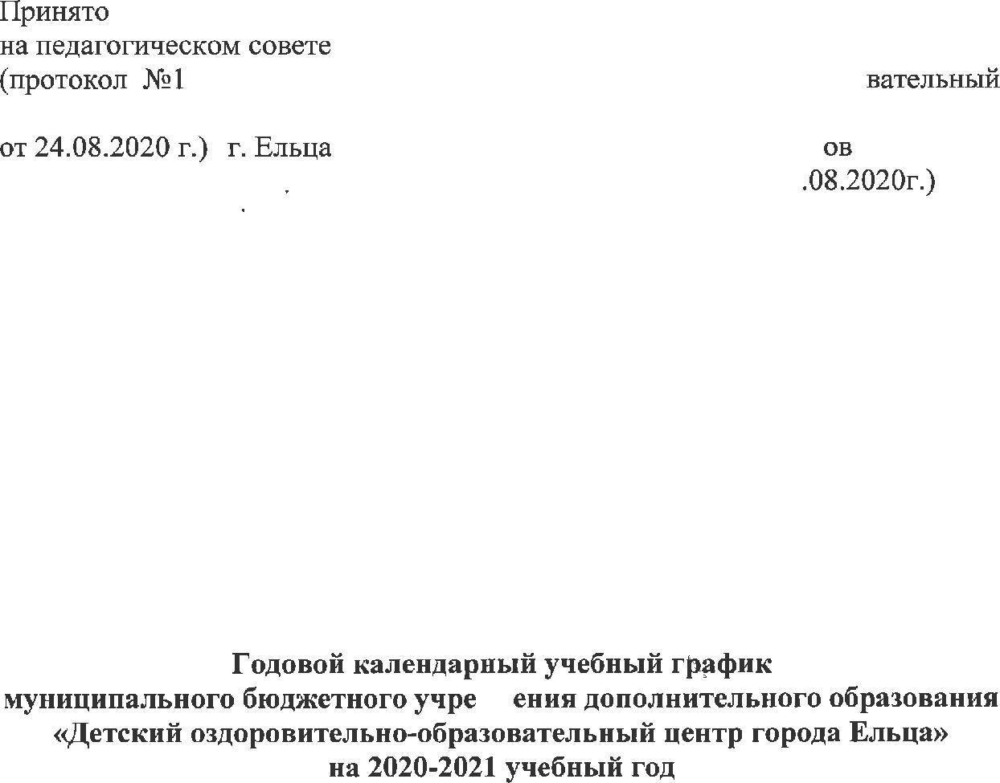 Принято
на педагогическом совете
(протокол №1 вательный
от 24.08.2020 г.) г. Ельца ов
.08.2020г.)
Годовой календарный учебный график
муниципального бюджетного учре ения дополнительного образования
«Детский оздоровительно-образовательный центр города Ельца»
на 2020-2021 учебный год